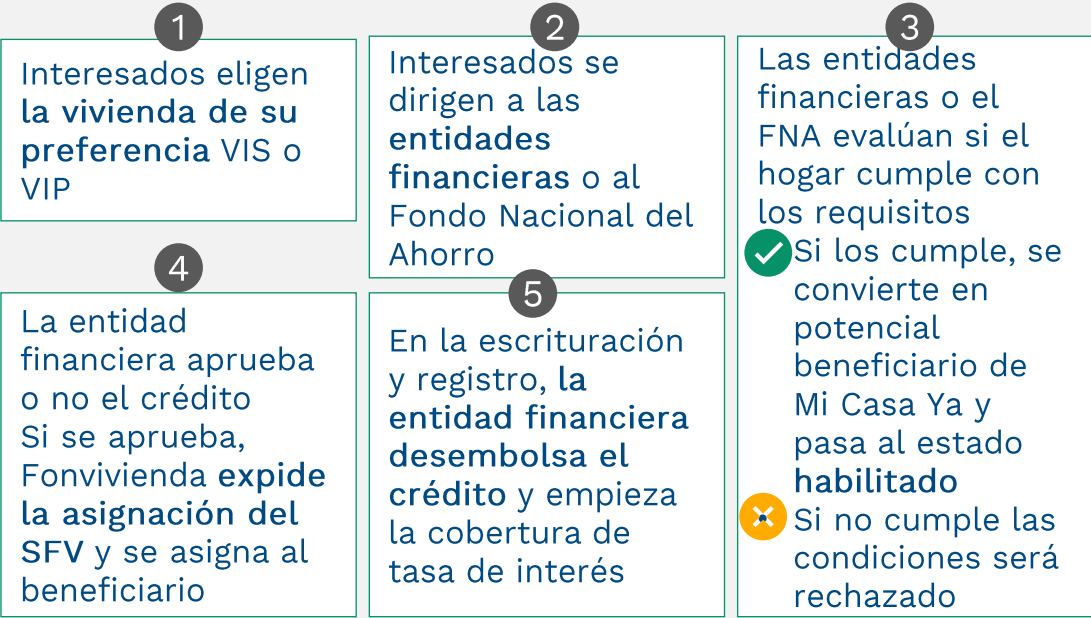 1
Interesados eligen
la vivienda de su
preferencia VIS o
VIP
2
Interesados se
dirigen a las
entidades
financieras o al
Fondo Nacional del
Ahorro
3
Las entidades
financieras o el
FNA evalúan si el
hogar cumple con
los requisitos
Si los cumple, se
convierte en
potencial
beneficiario de
Mi Casa Ya y
pasa al estado
habilitado
Si no cumple las
condiciones será
rechazado
4
La entidad
financiera aprueba
o no el crédito
Si se aprueba,
Fonvivienda expide
la asignación del
SFV y se asigna al
beneficiario
5
En la escrituración
y registro, la
entidad financiera
desembolsa el
crédito y empieza
la cobertura de
tasa de interés